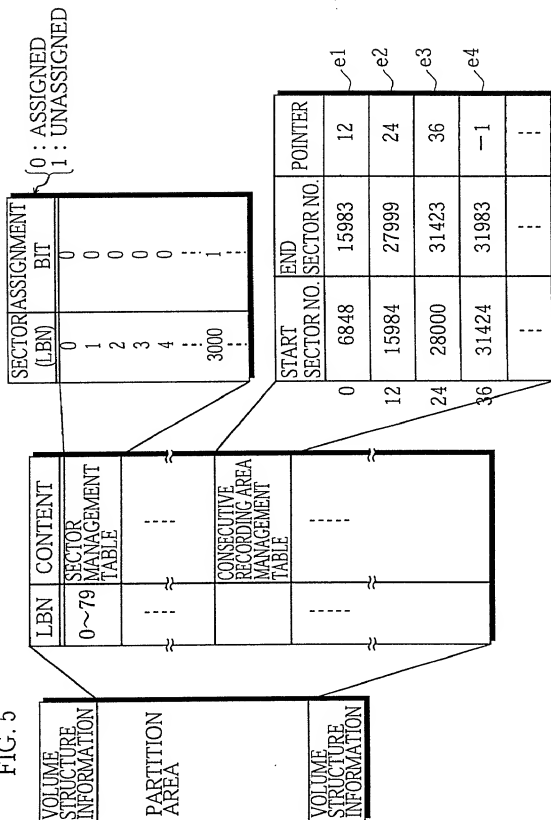 FIG. 5
VOLUME
STRUCTURE
INFORMATION
PARTITION
AREA
VOLUME
STRUCTURE
INFORMATION
LBN CONTENT
0~79 SECTOR
MANAGEMENT
TABLE
CONSECUTIVE
RECORDING AREA
MANAGEMENT
TABLE
SECTOR (LBN) ASSIGNMENT BIT
0 0
1 0
2 0
3 0
4 0
3000 1
0 : ASSIGNED
1 : UNASSIGNED
START SECTOR NO. END SECTOR NO. POINTER
0 6848 15983 12 e1
12 15984 27999 24 e2
24 28000 31423 36 e3
36 31424 31983 −1 e4